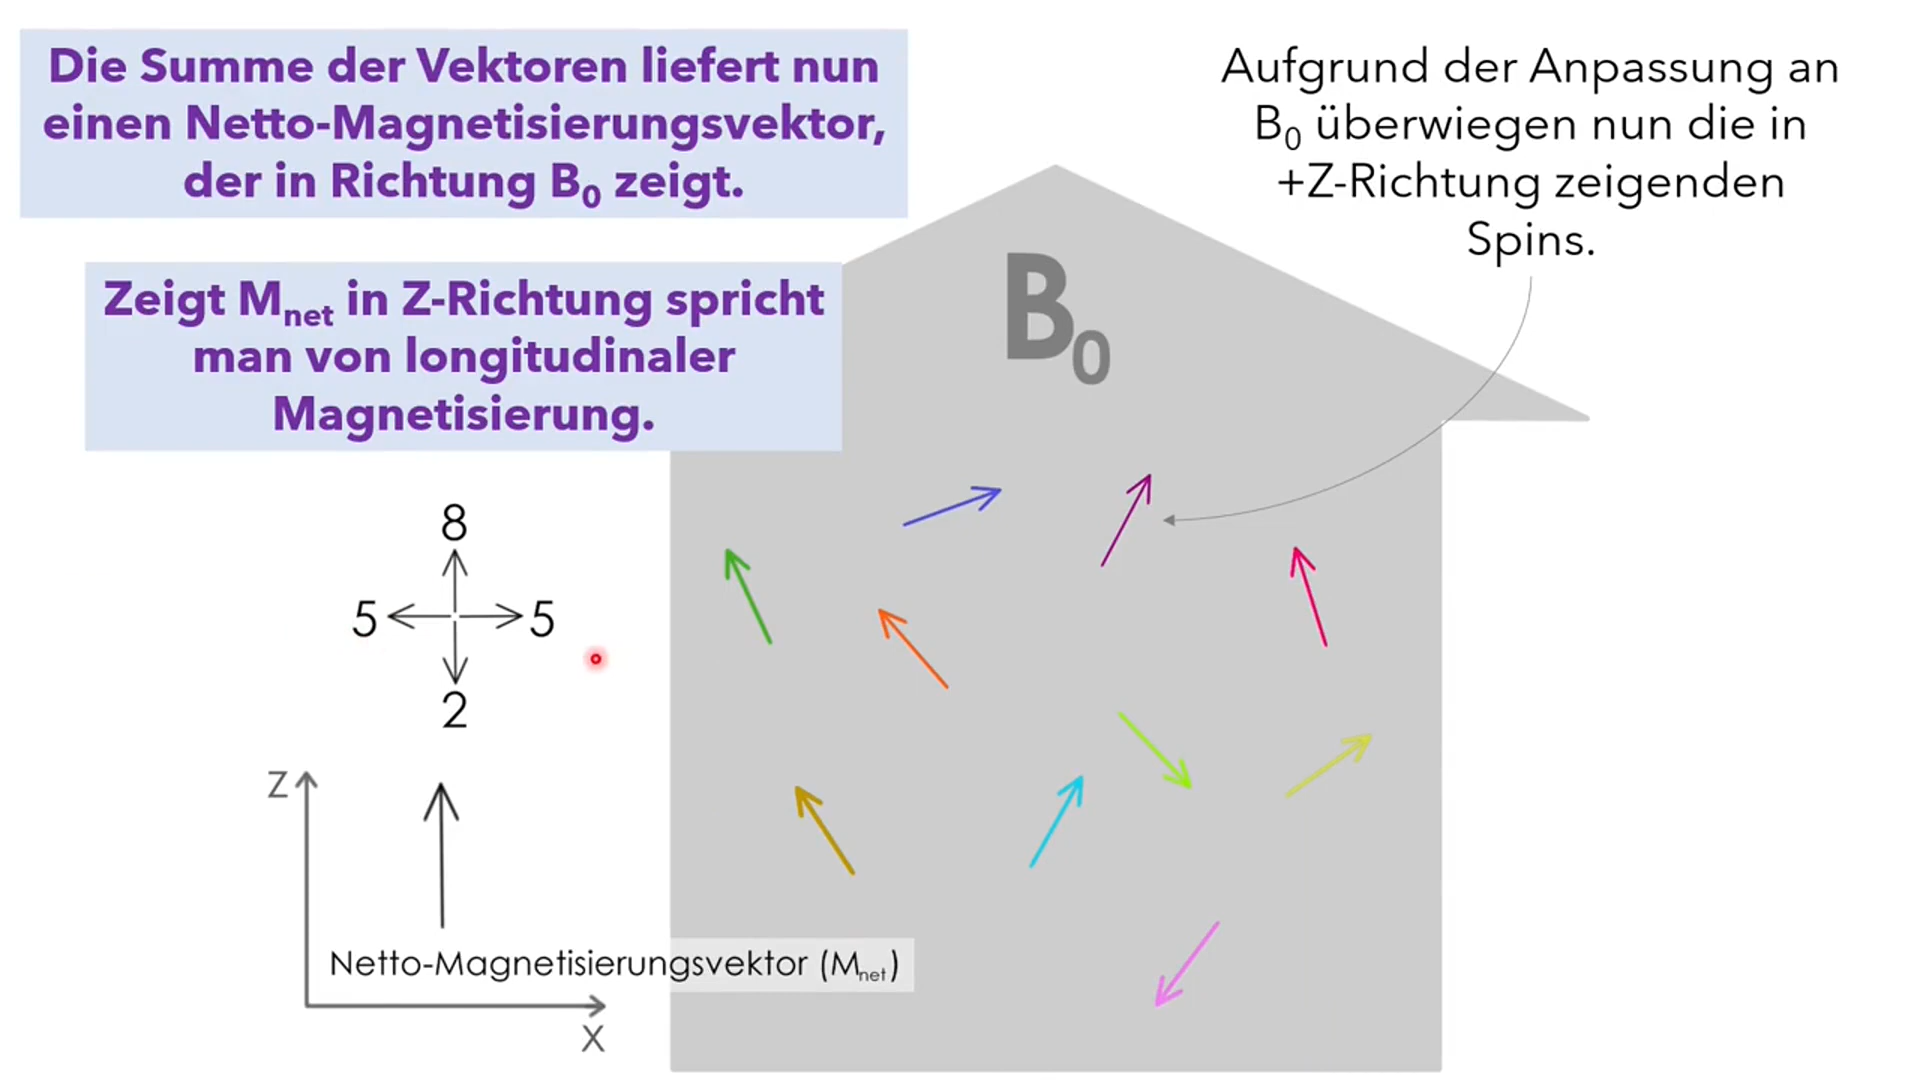 Die Summe der Vektoren liefert nun
einen Netto-Magnetisierungsvektor,
der in Richtung B₀ zeigt.
Zeigt Mnet in Z-Richtung spricht
man von longitudinaler
Magnetisierung.
Aufgrund der Anpassung an
B₀ überwiegen nun die in
+Z-Richtung zeigenden
Spins.
B₀
8
5 5
2
Z
Netto-Magnetisierungsvektor (Mnet)
X